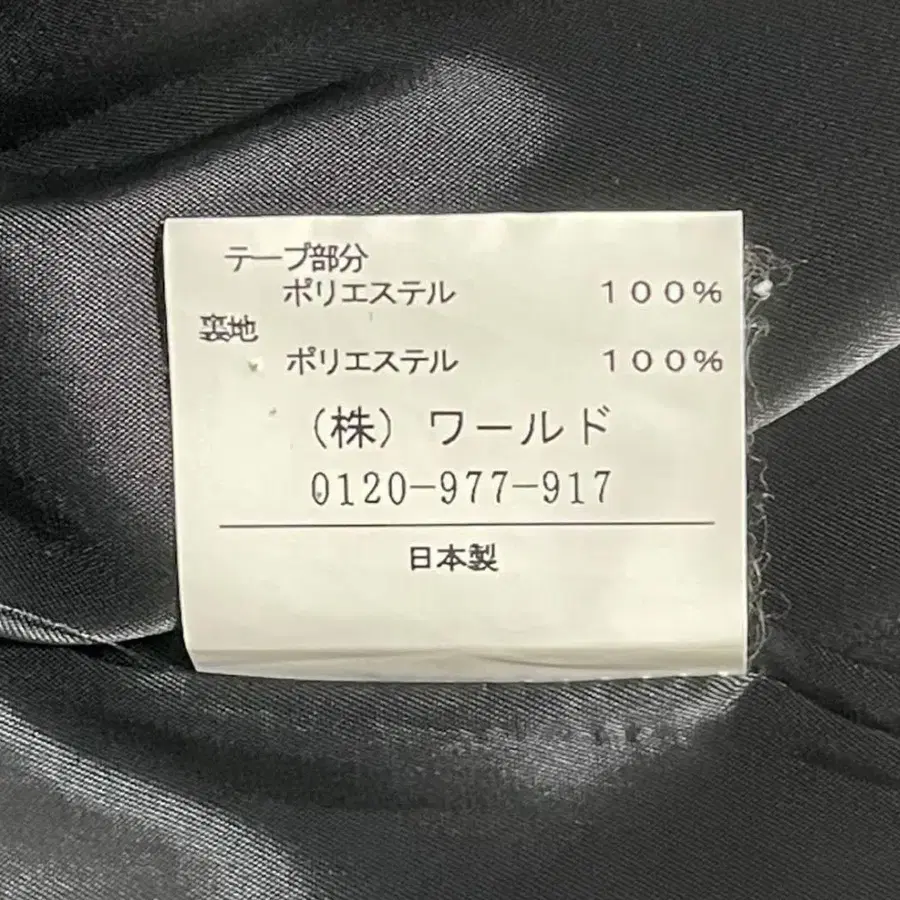 テープ部分
ポリエステル １００％
裏地
ポリエステル １００％
（株）ワールド
0120-977-917
日本製